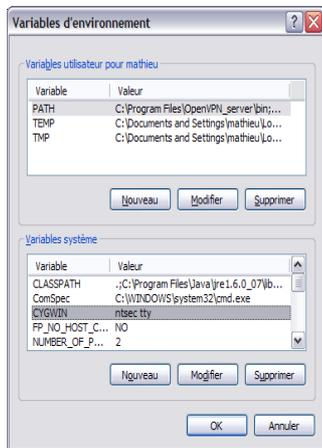 Variables d'environnement
Variables utilisateur pour mathieu
Variable Valeur
PATH C:\Program Files\OpenVPN_server\bin;...
TEMP C:\Documents and Settings\mathieu\Lo...
TMP C:\Documents and Settings\mathieu\Lo...
Nouveau Modifier Supprimer
Variables système
Variable Valeur
CLASSPATH .;C:\Program Files\Java\jre1.6.0_07\lib...
ComSpec C:\WINDOWS\system32\cmd.exe
CYGWIN ntsec tty
FP_NO_HOST_C... NO
NUMBER_OF_P... 2
Nouveau Modifier Supprimer
OK Annuler